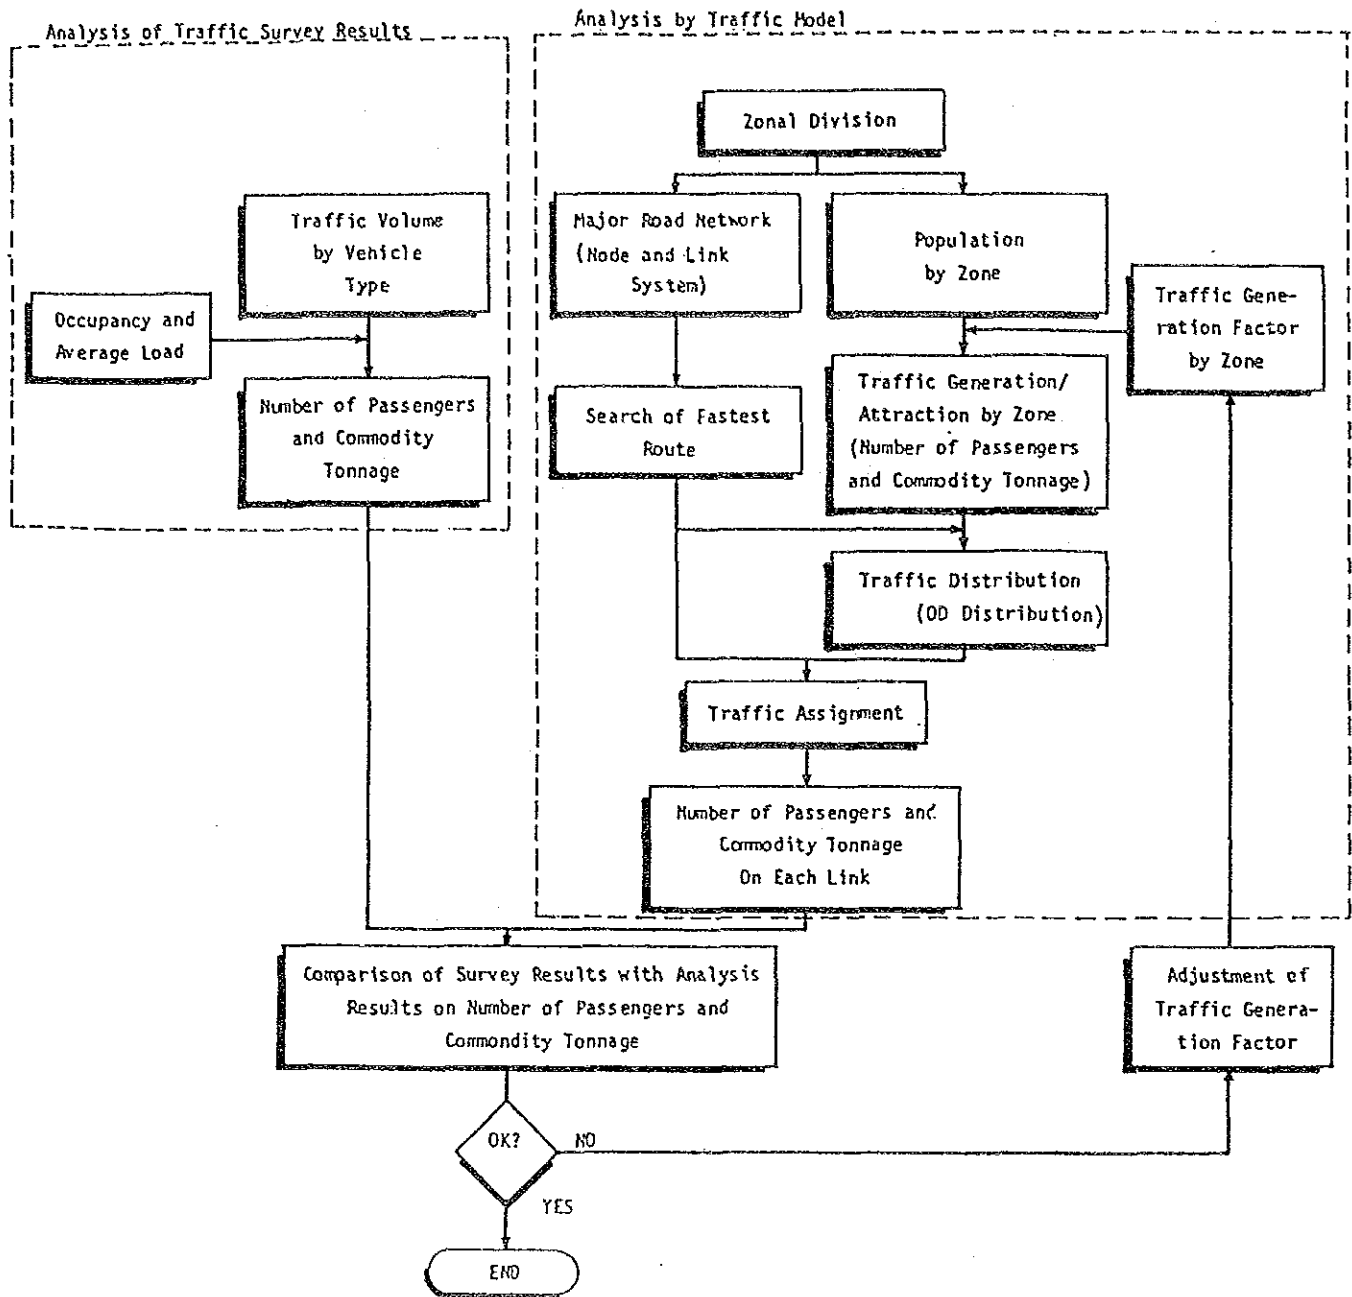 Analysis of Traffic Survey Results
Analysis by Traffic Model
Zonal Division
Traffic Volume
by Vehicle
Type
Major Road Network
(Node and Link
System)
Population
by Zone
Traffic Gene-
ration Factor
by Zone
Occupancy and
Average Load
Number of Passengers
and Commodity
Tonnage
Search of Fastest
Route
Traffic Generation/
Attraction by Zone
(Number of Passengers
and Commodity Tonnage)
Traffic Distribution
(OD Distribution)
Traffic Assignment
Number of Passengers and
Commodity Tonnage
On Each Link
Comparison of Survey Results with Analysis
Results on Number of Passengers and
Commondity Tonnage
Adjustment of
Traffic Genera-
tion Factor
OK?
NO
YES
END